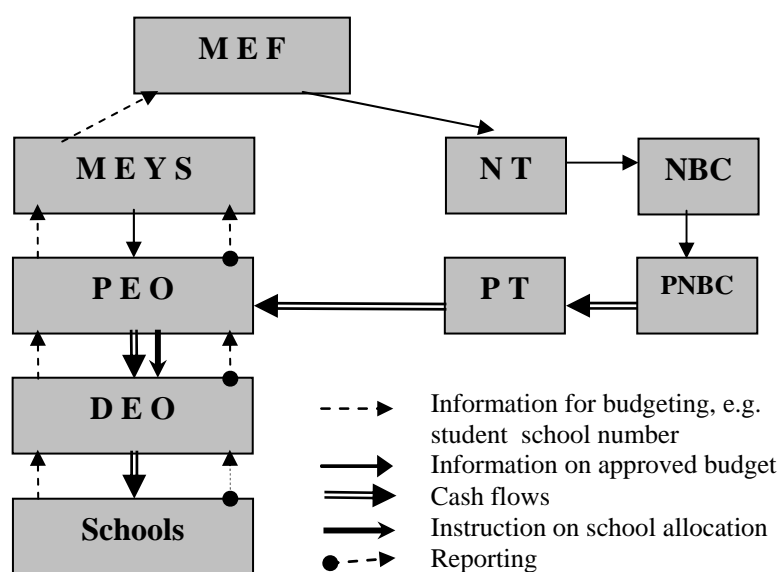 M E F
M E Y S
N T
NBC
P E O
P T
PNBC
D E O
Schools
Information for budgeting, e.g.
student school number
Information on approved budget
Cash flows
Instruction on school allocation
Reporting